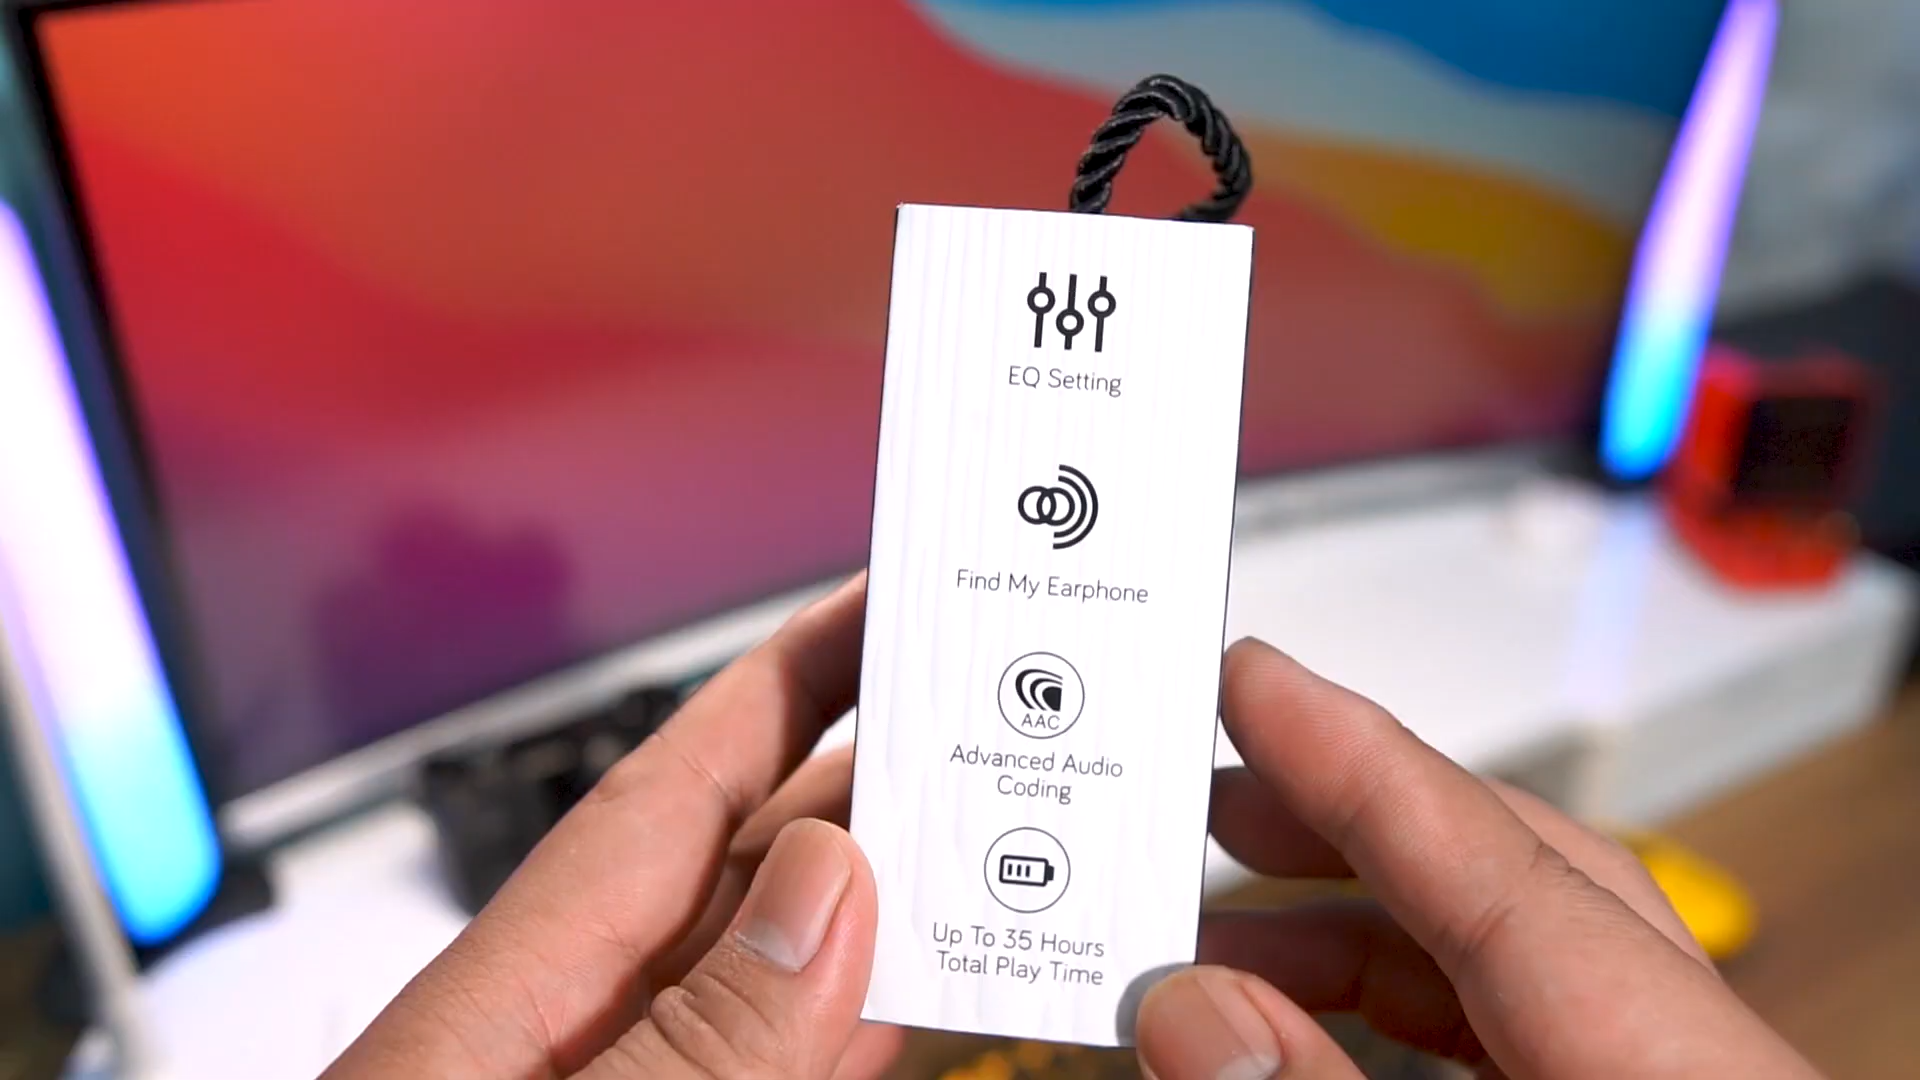 EQ Setting
Find My Earphone
AAC
Advanced Audio
Coding
Up To 35 Hours
Total Play Time